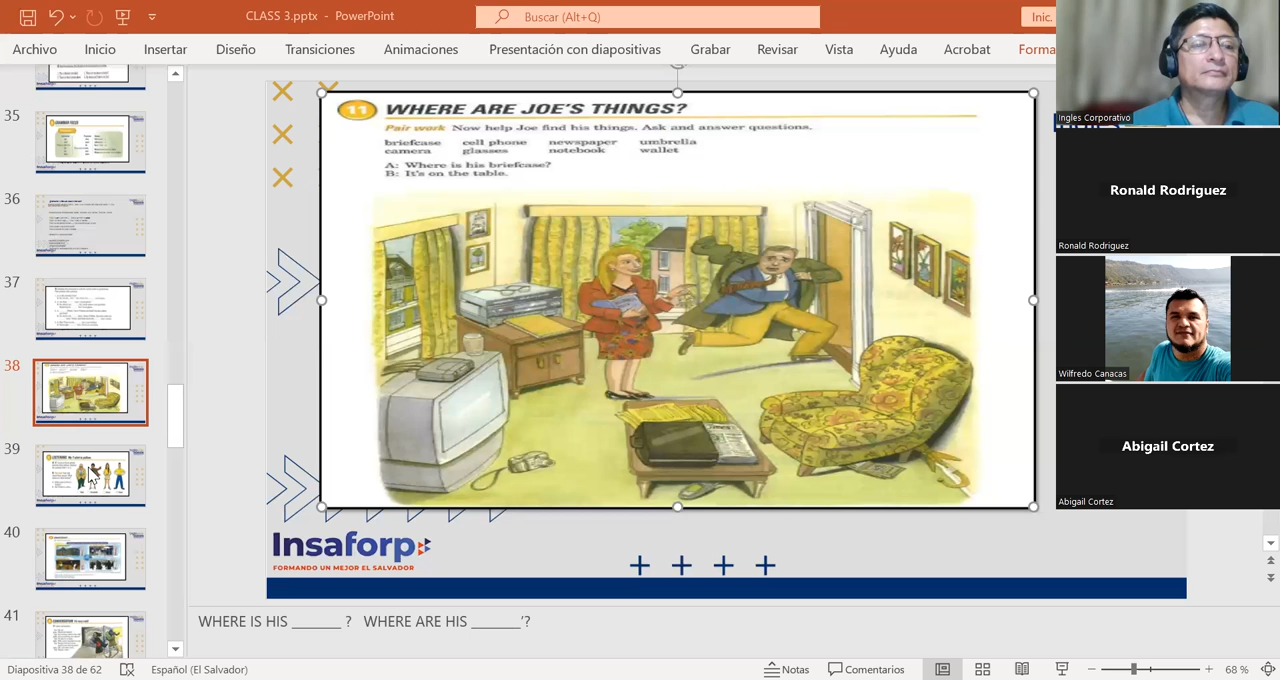 CLASS 3.pptx - PowerPoint
Buscar (Alt+Q)
Inic.
Archivo Inicio Insertar Diseño Transiciones Animaciones Presentación con diapositivas Grabar Revisar Vista Ayuda Acrobat Forma
35
36
37
38
39
40
41
11 WHERE ARE JOE'S THINGS?
Pair work Now help Joe find his things. Ask and answer questions.
briefcase cell phone newspaper umbrella
camera glasses notebook wallet
A: Where is his briefcase?
B: It's on the table.
Insaforp
FORMANDO UN MEJOR EL SALVADOR
WHERE IS HIS _______ ? WHERE ARE HIS _______'?
Ingles Corporativo
Ronald Rodriguez
Ronald Rodriguez
Wilfredo Canacas
Abigail Cortez
Abigail Cortez
Diapositiva 38 de 62 Español (El Salvador) Notas Comentarios 68 %